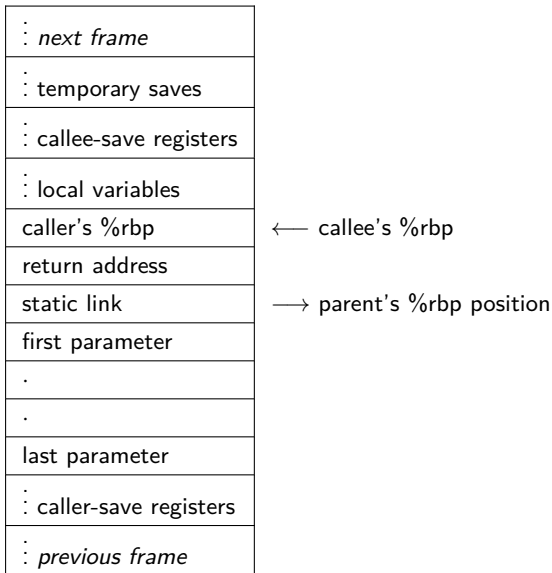 ⋮ next frame
⋮ temporary saves
⋮ callee-save registers
⋮ local variables
caller's %rbp ⟵ callee's %rbp
return address
static link ⟶ parent's %rbp position
first parameter
.
.
last parameter
⋮ caller-save registers
⋮ previous frame